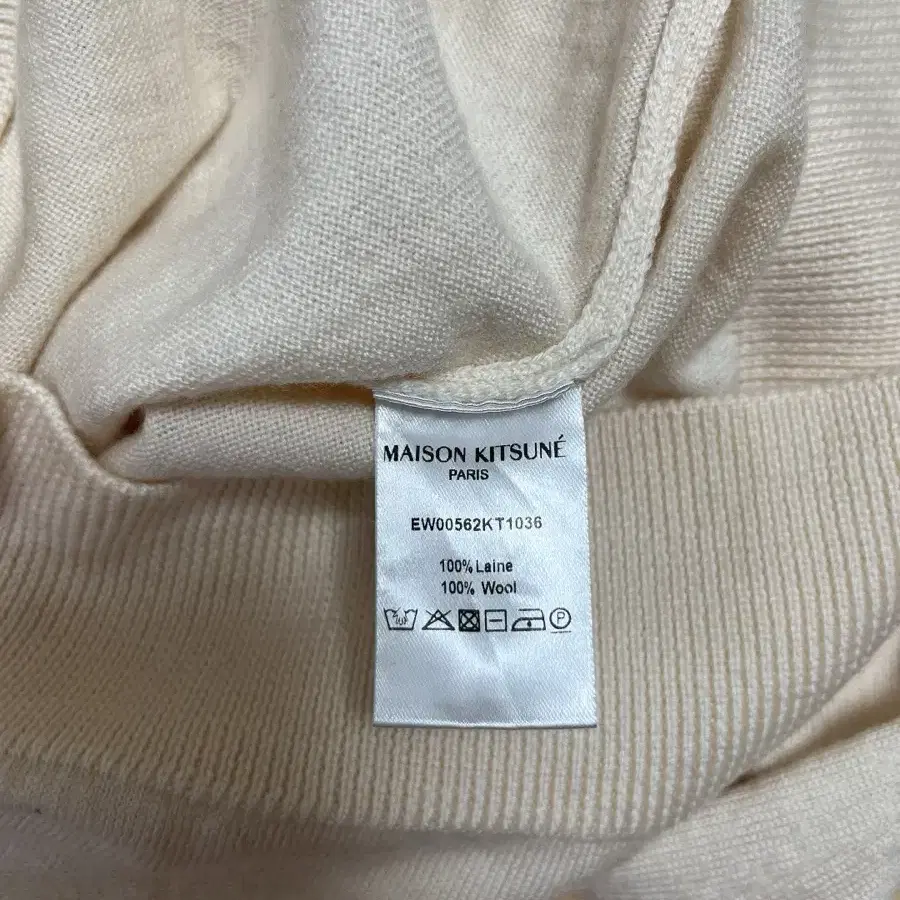 MAISON KITSUNÉ
PARIS
EW00562KT1036
100% Laine
100% Wool
P